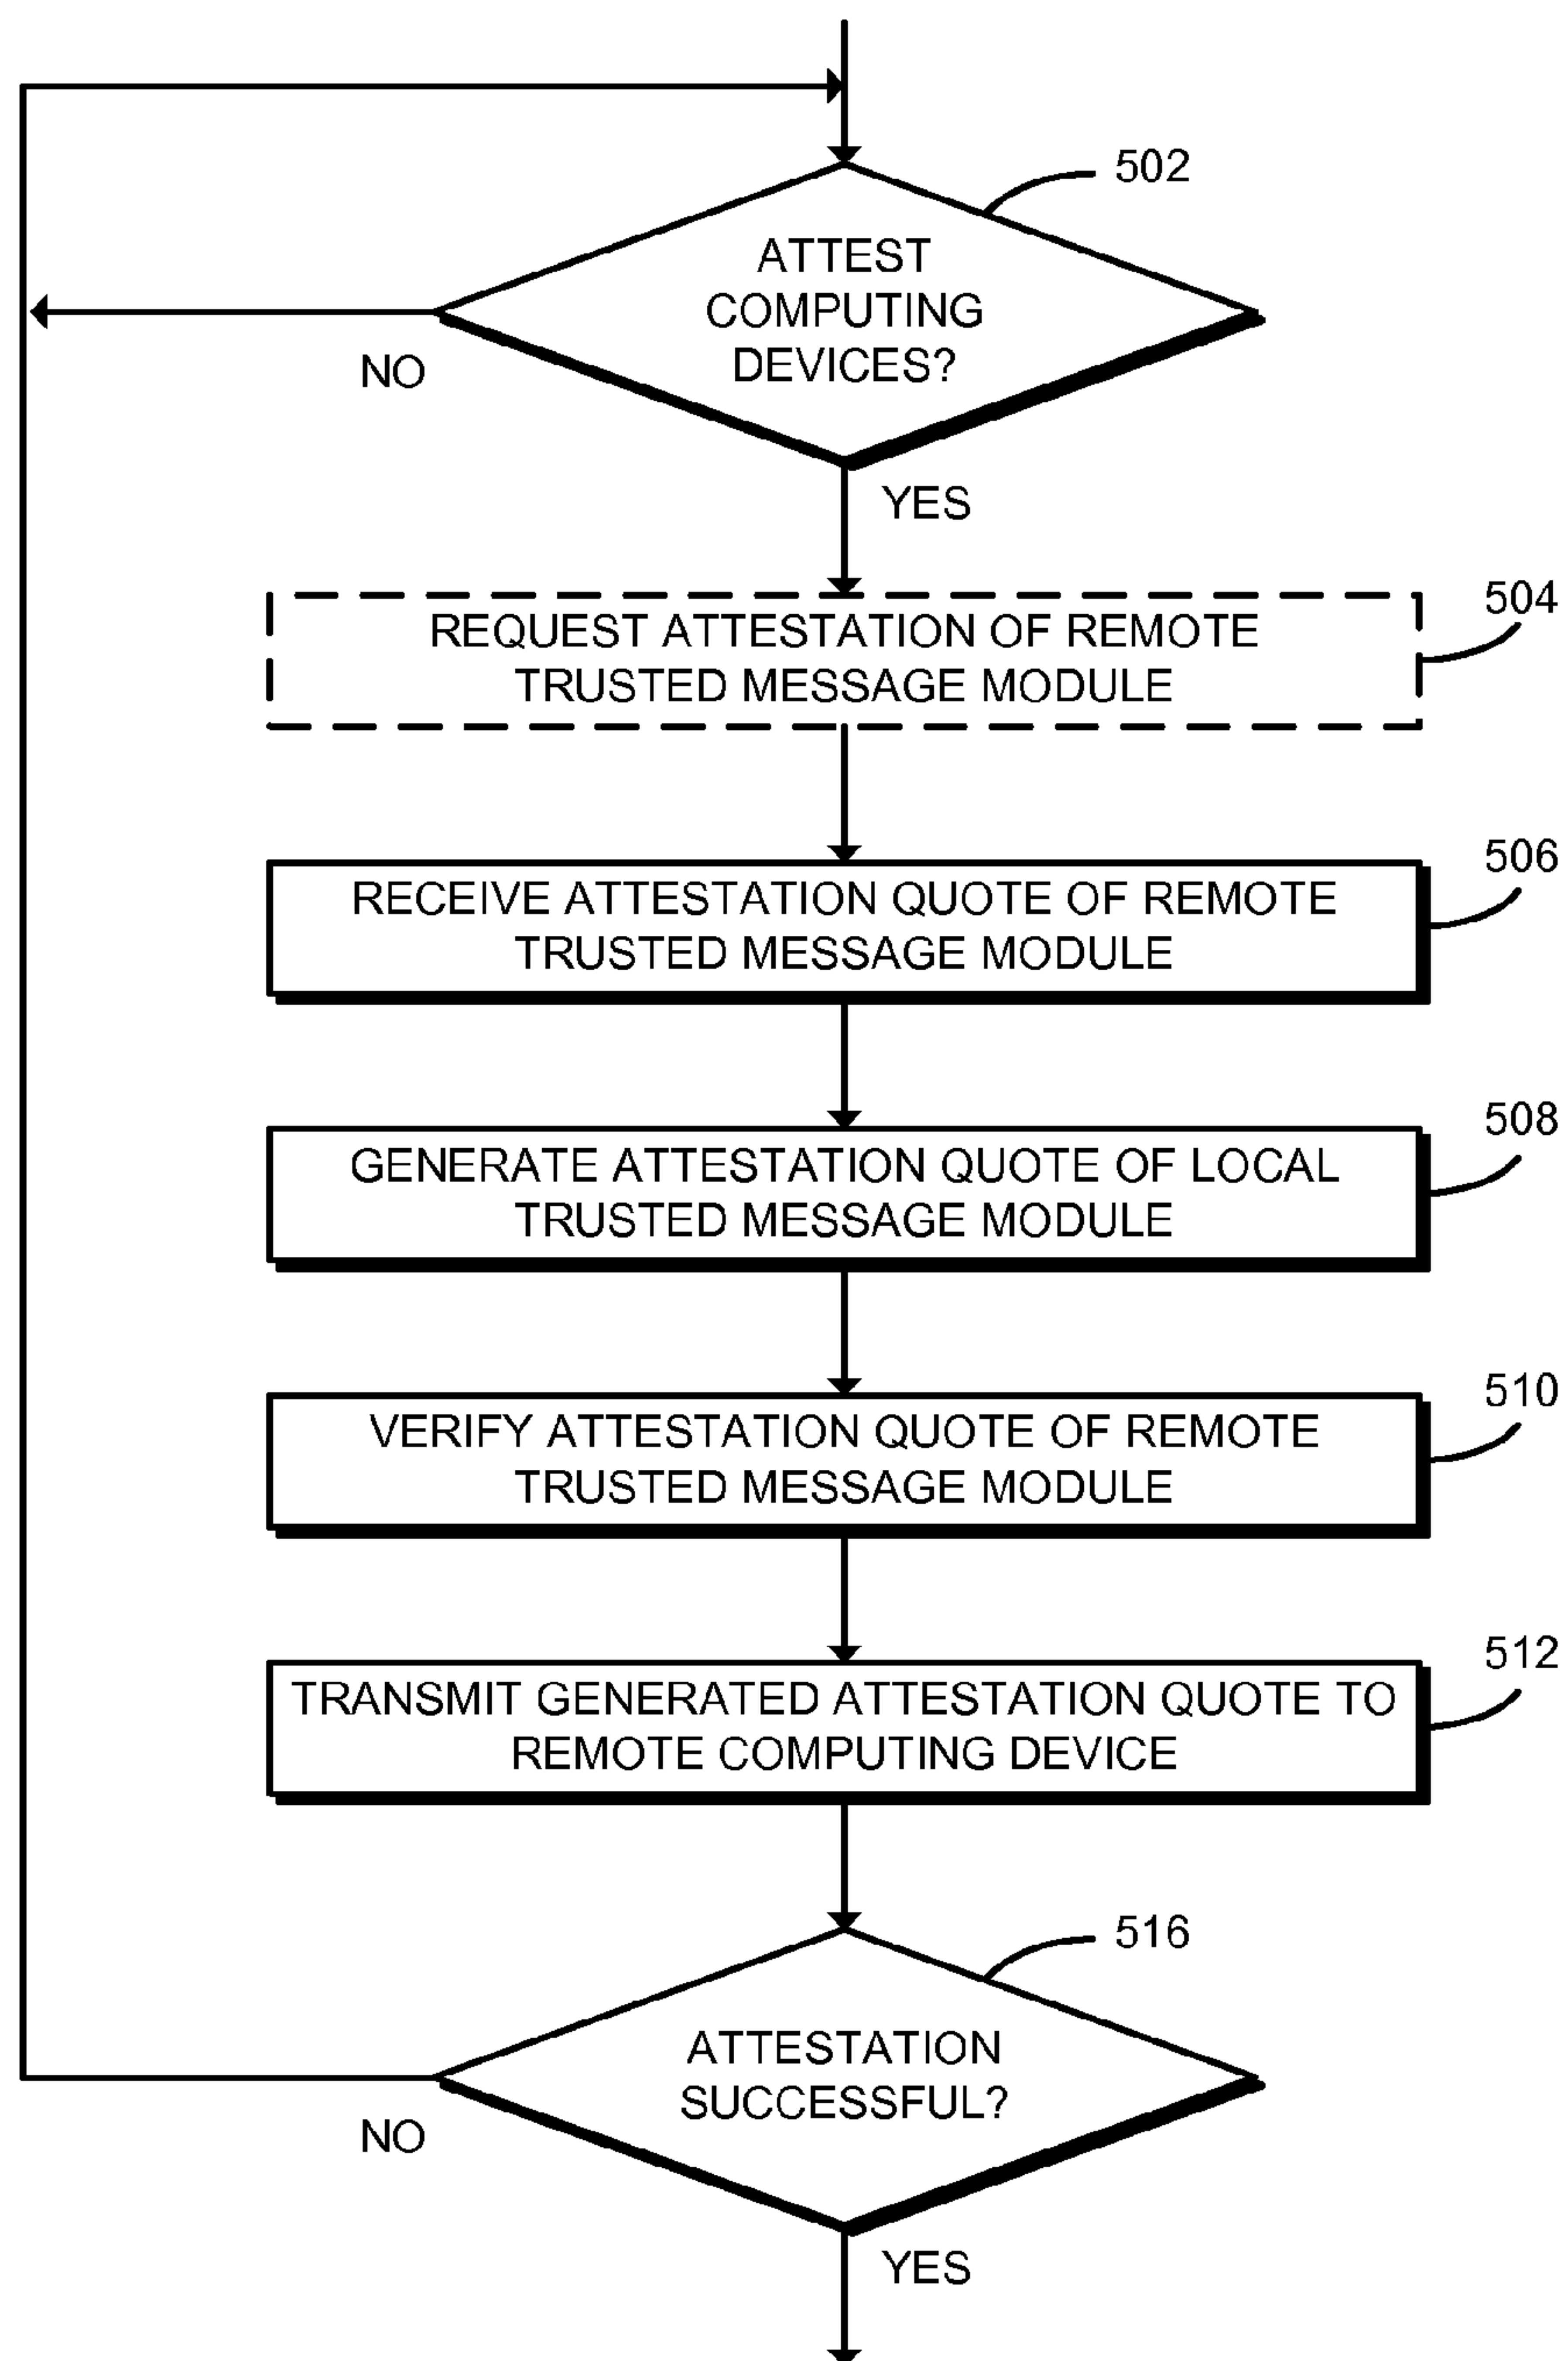 502
ATTEST
COMPUTING
DEVICES?
NO
YES
504
REQUEST ATTESTATION OF REMOTE
TRUSTED MESSAGE MODULE
506
RECEIVE ATTESTATION QUOTE OF REMOTE
TRUSTED MESSAGE MODULE
508
GENERATE ATTESTATION QUOTE OF LOCAL
TRUSTED MESSAGE MODULE
510
VERIFY ATTESTATION QUOTE OF REMOTE
TRUSTED MESSAGE MODULE
512
TRANSMIT GENERATED ATTESTATION QUOTE TO
REMOTE COMPUTING DEVICE
516
ATTESTATION
SUCCESSFUL?
NO
YES